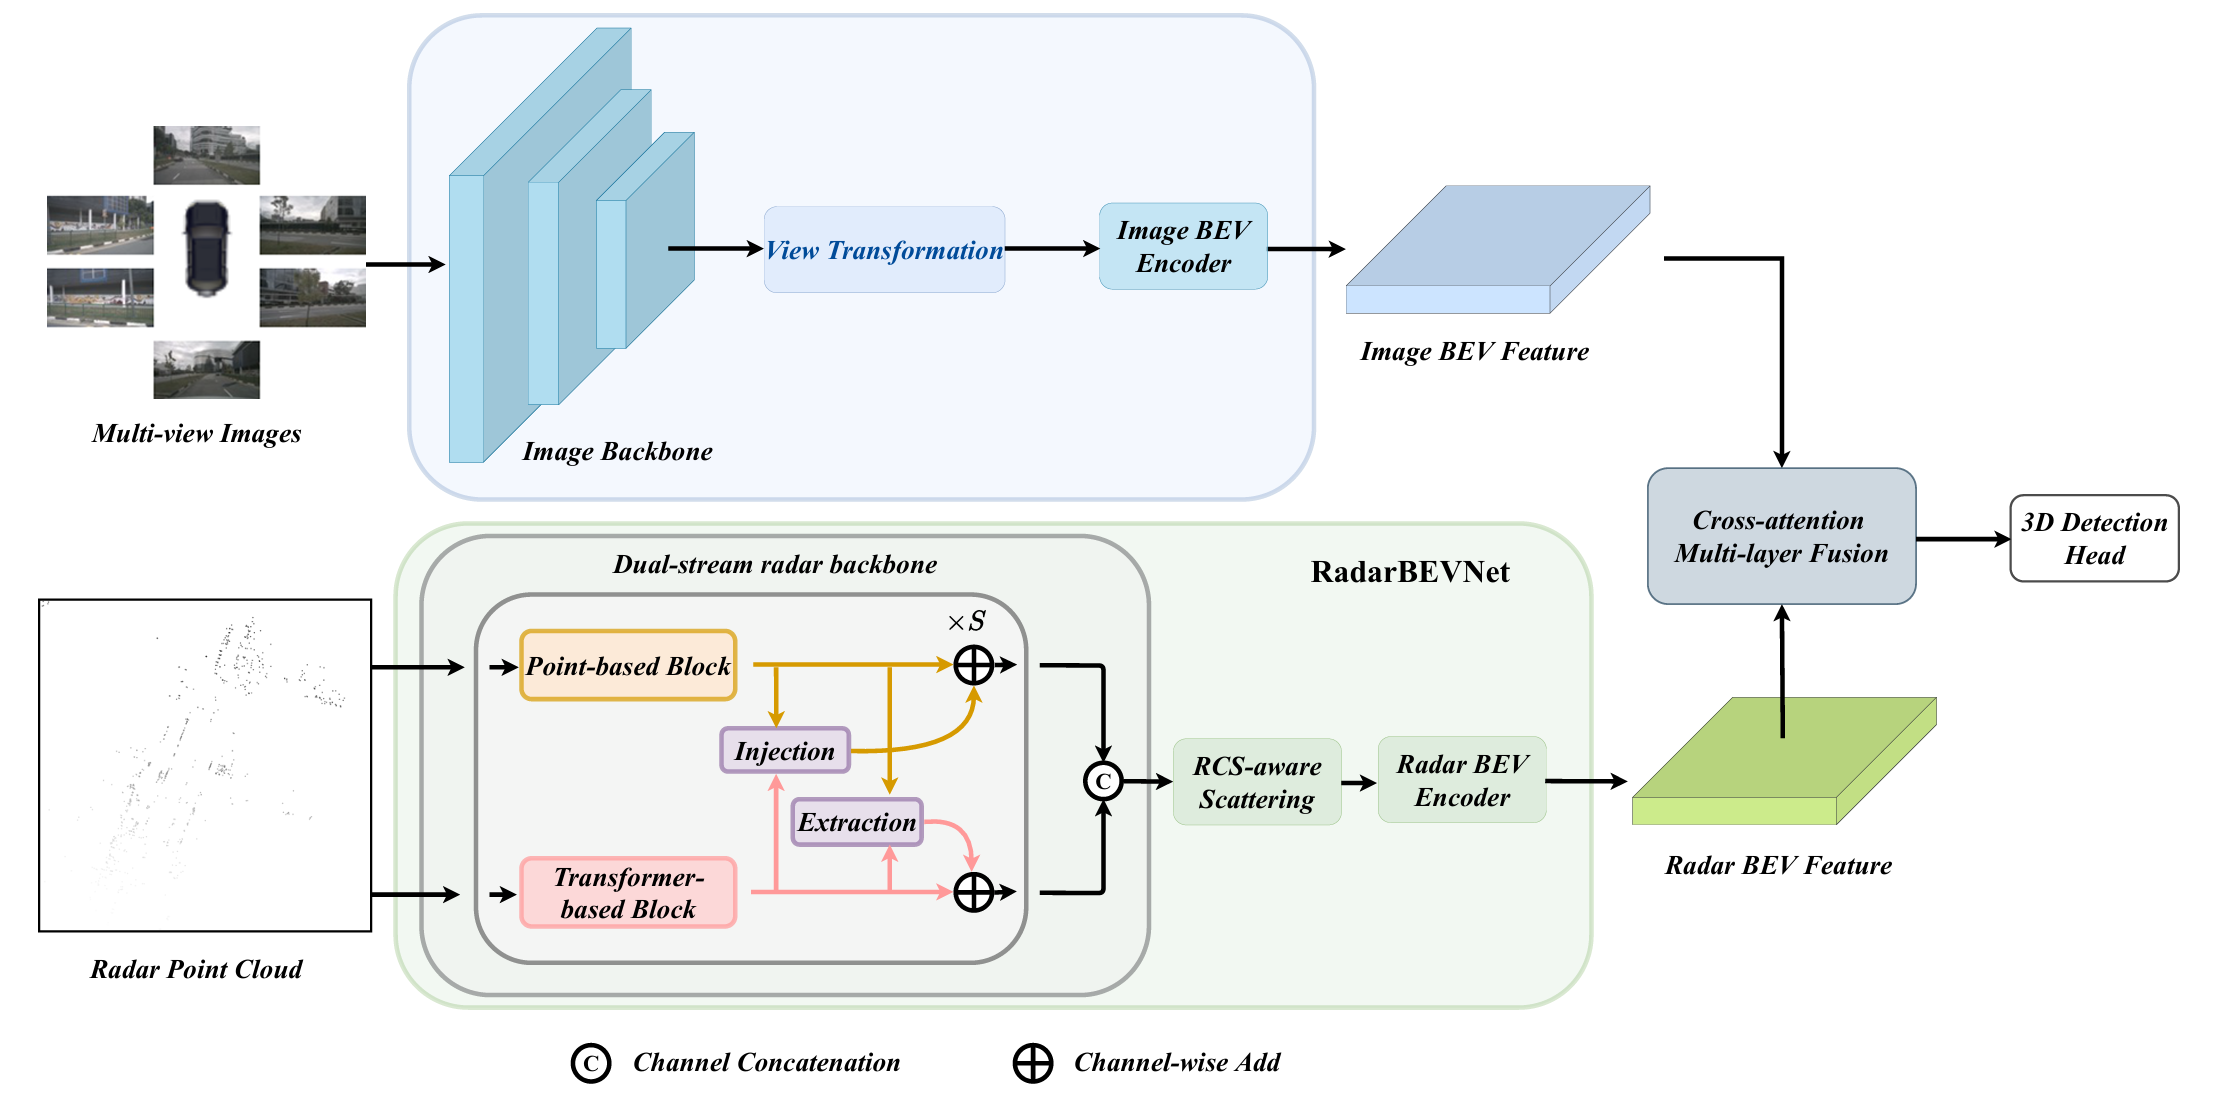 Multi-view Images
Image Backbone
View Transformation
Image BEV
Encoder
Image BEV Feature
Cross-attention
Multi-layer Fusion
3D Detection
Head
Dual-stream radar backbone
RadarBEVNet
×S
Point-based Block
Injection
Extraction
Transformer-
based Block
C
RCS-aware
Scattering
Radar BEV
Encoder
Radar BEV Feature
Radar Point Cloud
C Channel Concatenation
Channel-wise Add